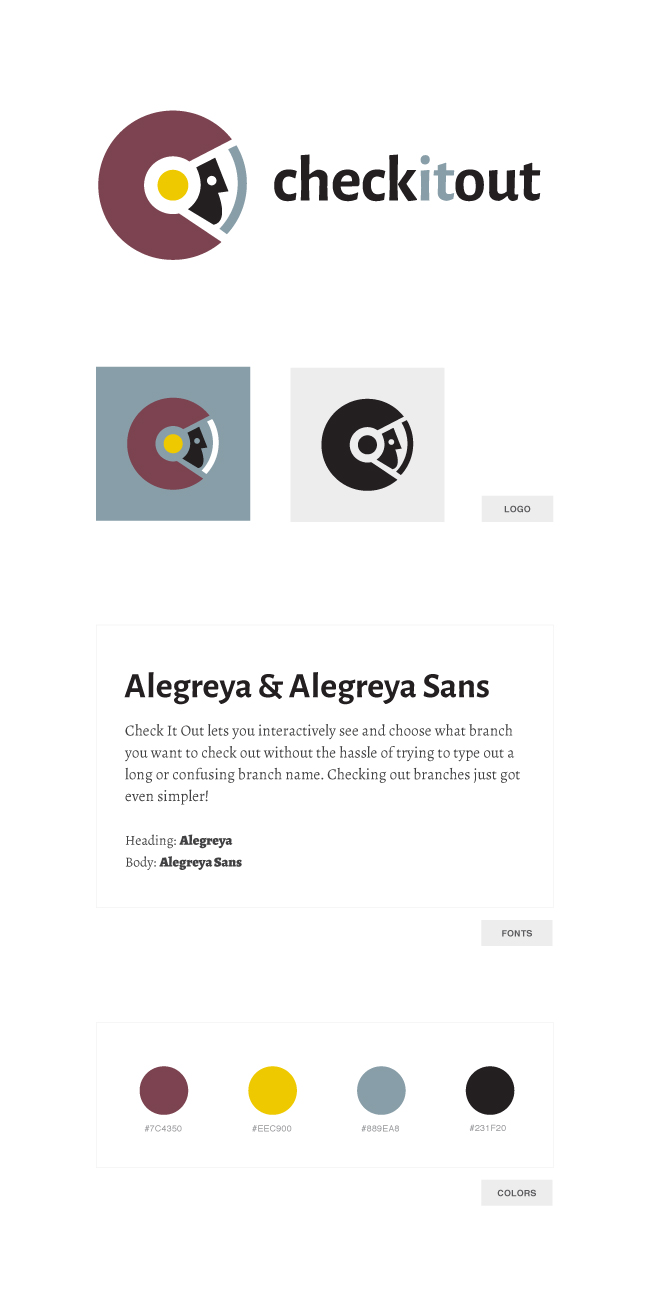 checkitout
LOGO
Alegreya & Alegreya Sans
Check It Out lets you interactively see and choose what branch
you want to check out without the hassle of trying to type out a
long or confusing branch name. Checking out branches just got
even simpler!
Heading: Alegreya
Body: Alegreya Sans
FONTS
#7C4350
#EEC900
#889EA8
#231F20
COLORS